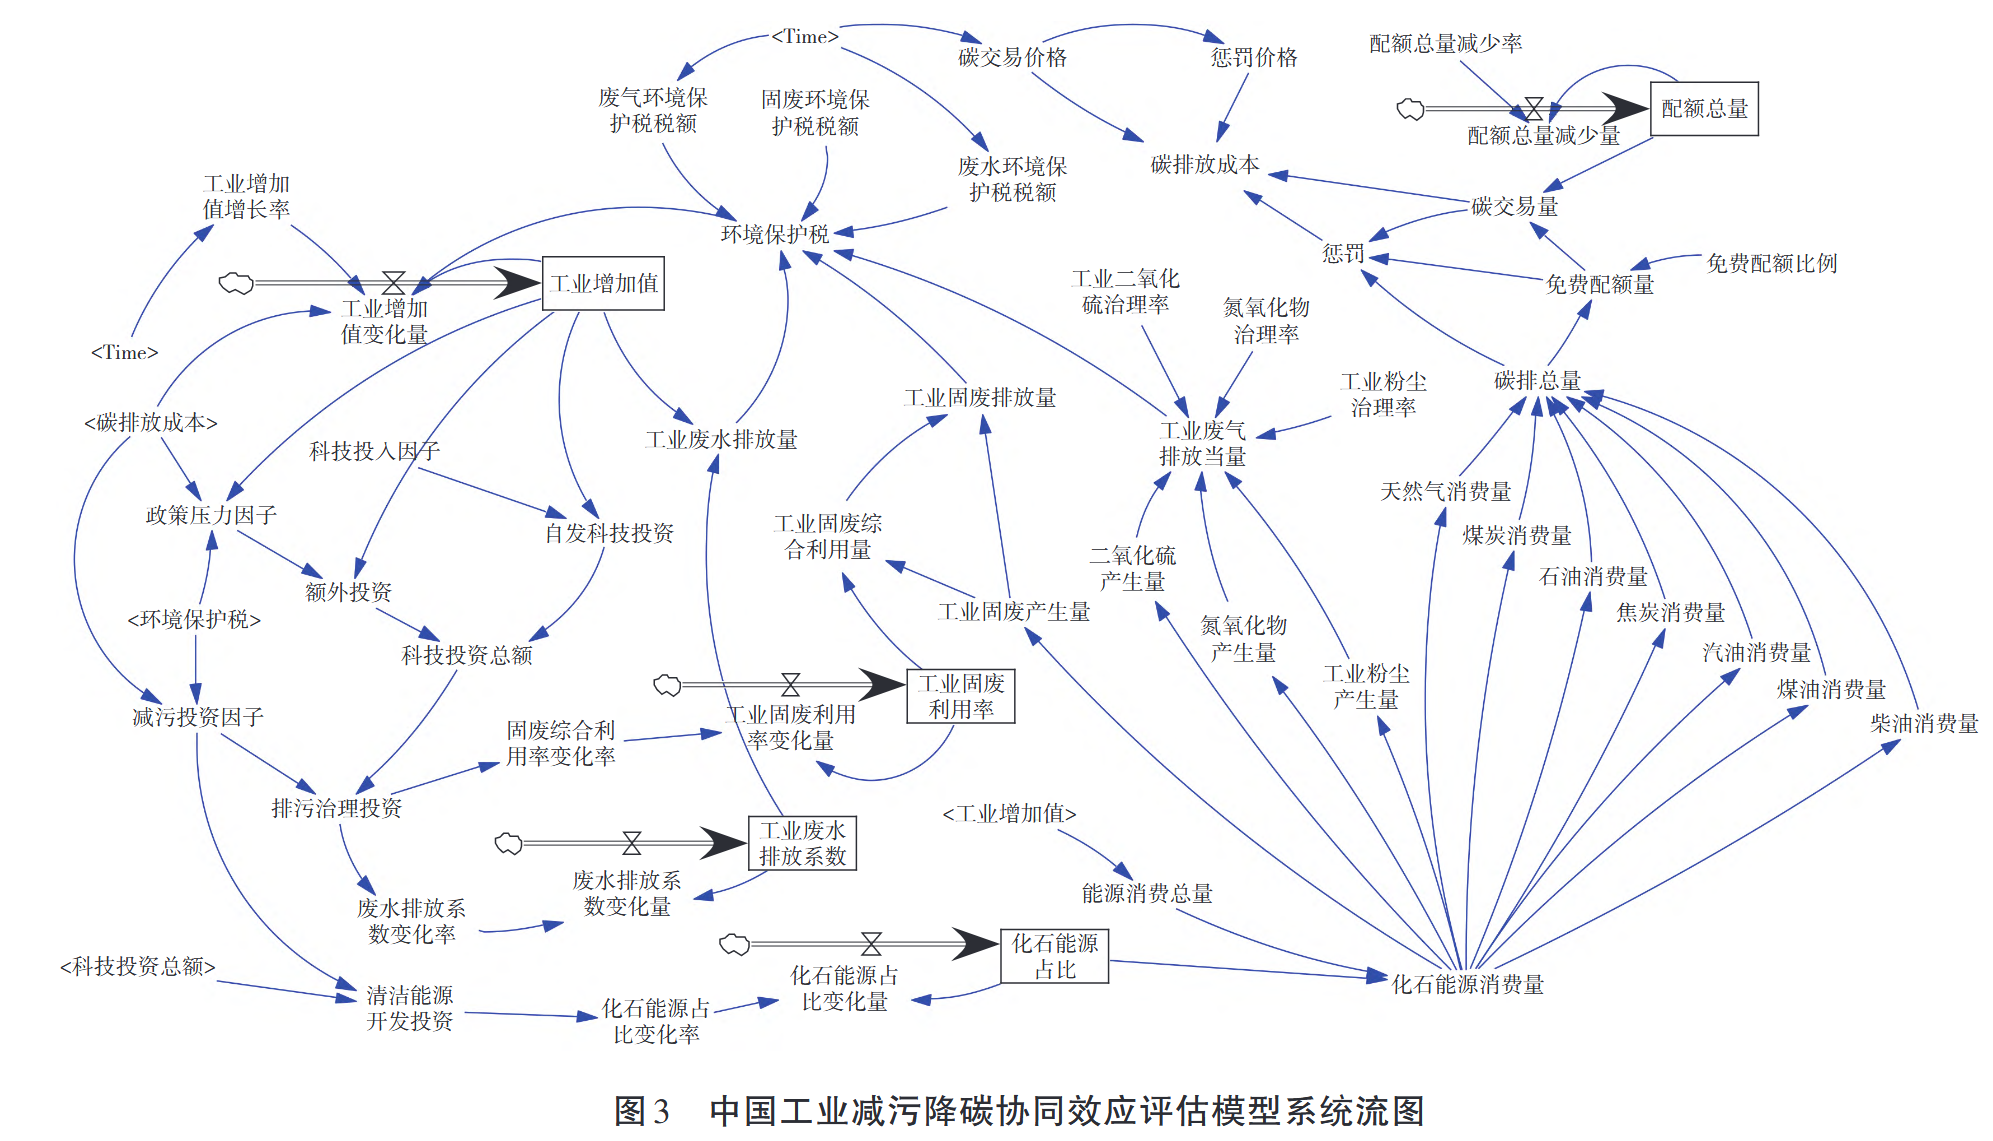 <Time>
碳交易价格
惩罚价格
配额总量减少率
废气环境保
护税税额
固废环境保
护税税额
配额总量
配额总量减少量
废水环境保
护税税额
碳排放成本
工业增加
值增长率
碳交易量
环境保护税
惩罚
免费配额比例
免费配额量
工业增加值
工业二氧化
硫治理率
氮氧化物
治理率
工业增加
值变化量
<Time>
碳排总量
工业粉尘
治理率
工业固废排放量
<碳排放成本>
科技投入因子
工业废水排放量
工业废气
排放当量
天然气消费量
政策压力因子
自发科技投资
工业固废综
合利用量
煤炭消费量
二氧化硫
产生量
石油消费量
额外投资
<环境保护税>
工业固废产生量
氮氧化物
产生量
焦炭消费量
科技投资总额
汽油消费量
工业粉尘
产生量
工业固废
利用率
煤油消费量
减污投资因子
固废综合利
用率变化率
工业固废利用
率变化量
柴油消费量
排污治理投资
<工业增加值>
工业废水
排放系数
废水排放系
数变化量
能源消费总量
废水排放系
数变化率
化石能源
占比
<科技投资总额>
清洁能源
开发投资
化石能源占
比变化率
化石能源占
比变化量
化石能源消费量
图3 中国工业减污降碳协同效应评估模型系统流图